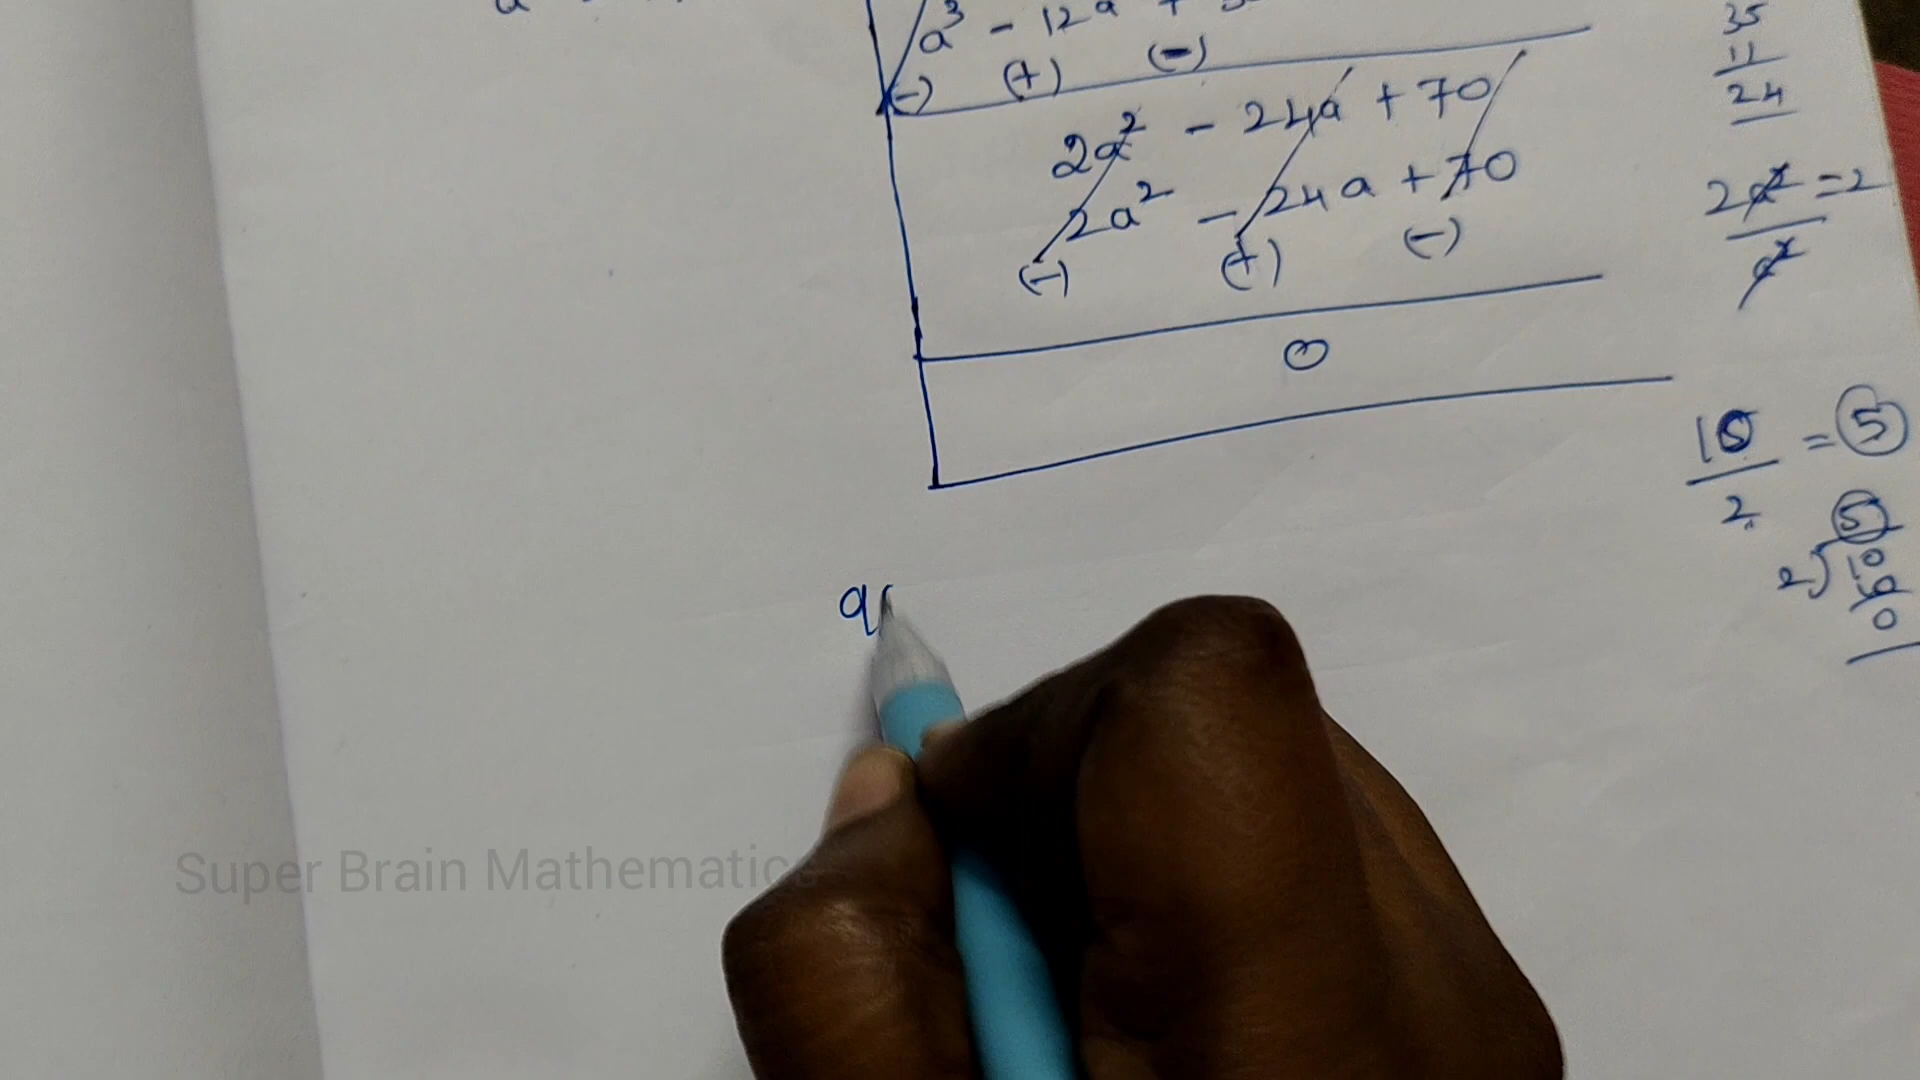 a³ - 12a +
(-) (+) (-)
2a² - 24a + 70
2a² - 24a + 70
(-) (+) (-)
0
35
11
24
2a² = 2
a²
10 = 5
2
5
2) 10
10
0
q
Super Brain Mathematics